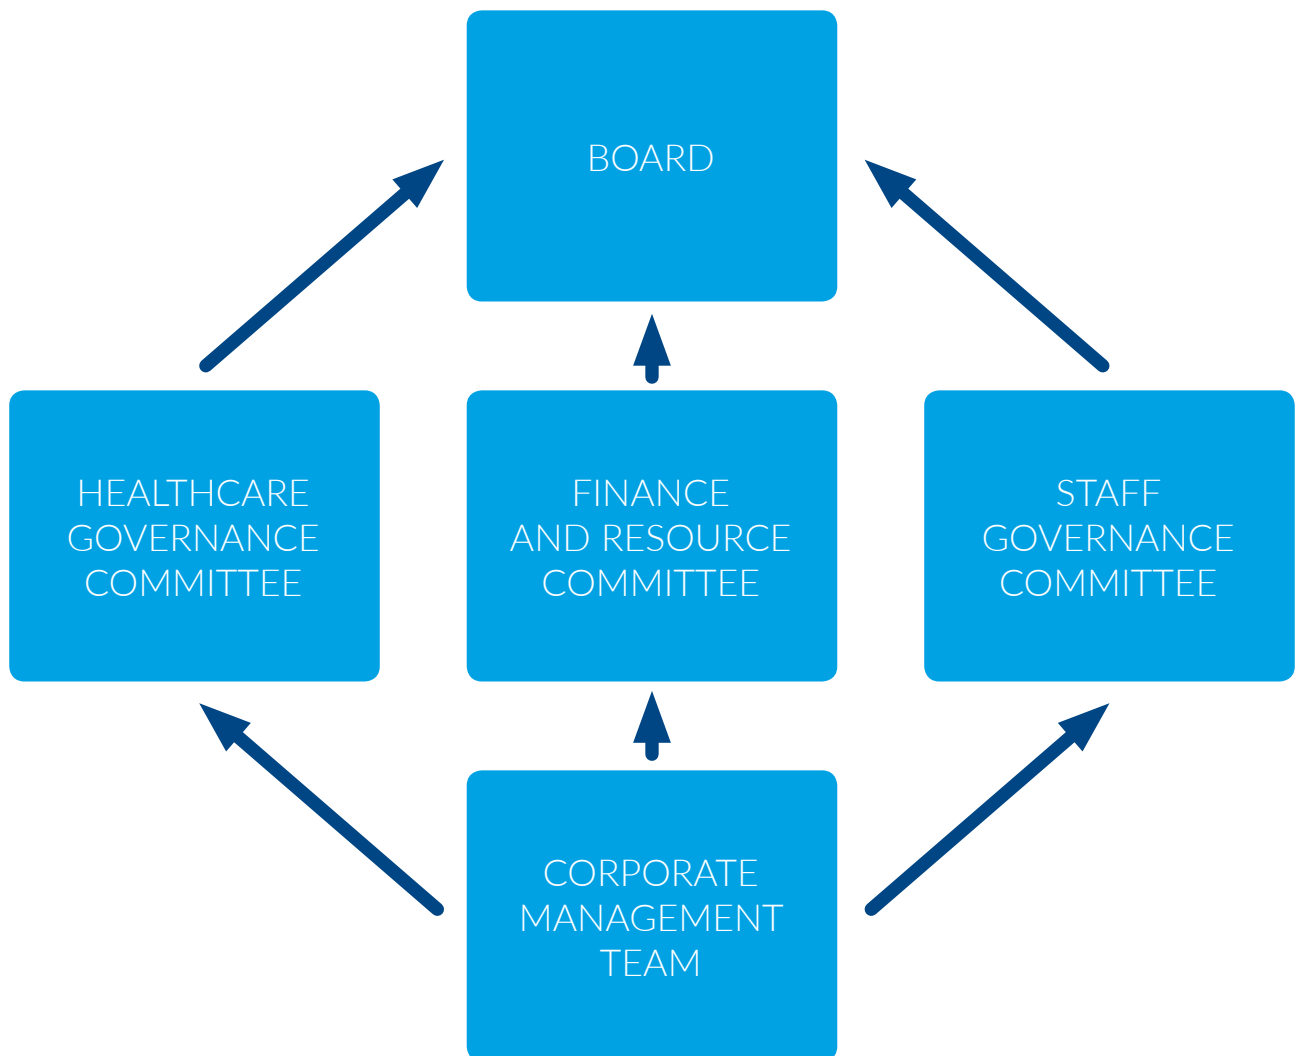 BOARD
HEALTHCARE
GOVERNANCE
COMMITTEE
FINANCE
AND RESOURCE
COMMITTEE
STAFF
GOVERNANCE
COMMITTEE
CORPORATE
MANAGEMENT
TEAM